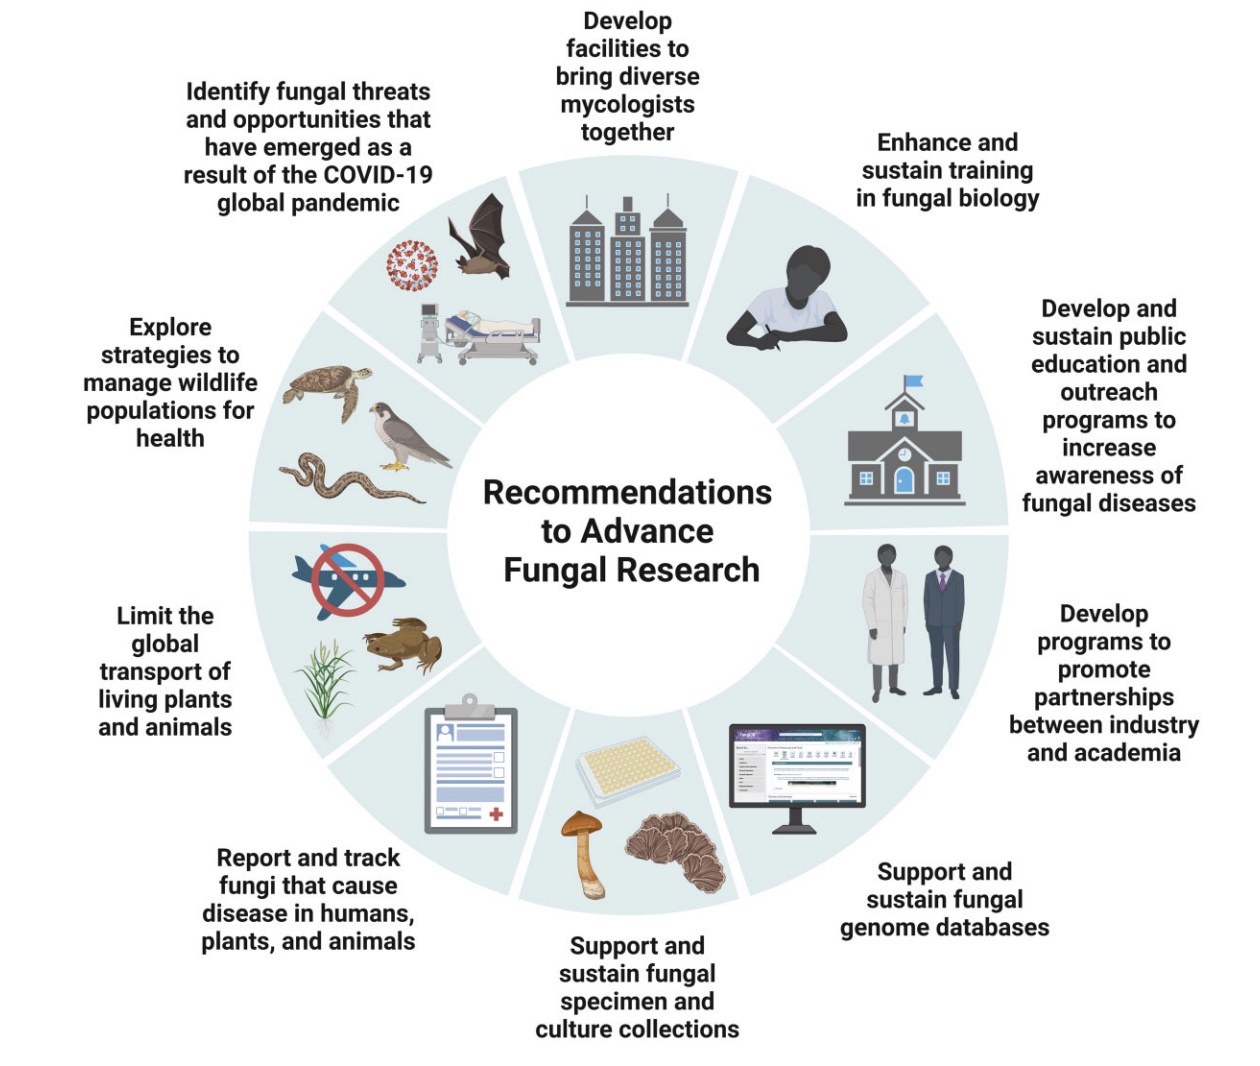 Develop
facilities to
bring diverse
mycologists
together
Enhance and
sustain training
in fungal biology
Develop and
sustain public
education and
outreach
programs to
increase
awareness of
fungal diseases
Develop
programs to
promote
partnerships
between industry
and academia
Support and
sustain fungal
genome databases
Support and
sustain fungal
specimen and
culture collections
Report and track
fungi that cause
disease in humans,
plants, and animals
Limit the
global
transport of
living plants
and animals
Explore
strategies to
manage wildlife
populations for
health
Identify fungal threats
and opportunities that
have emerged as a
result of the COVID-19
global pandemic
Recommendations
to Advance
Fungal Research